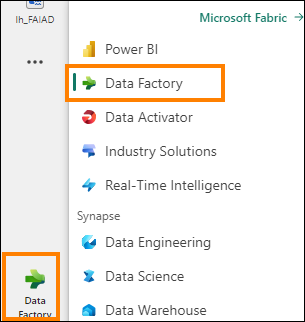 lh_FAIAD
...
Data
Factory
Microsoft Fabric →
Power BI
Data Factory
Data Activator
Industry Solutions
Real-Time Intelligence
Synapse
Data Engineering
Data Science
Data Warehouse